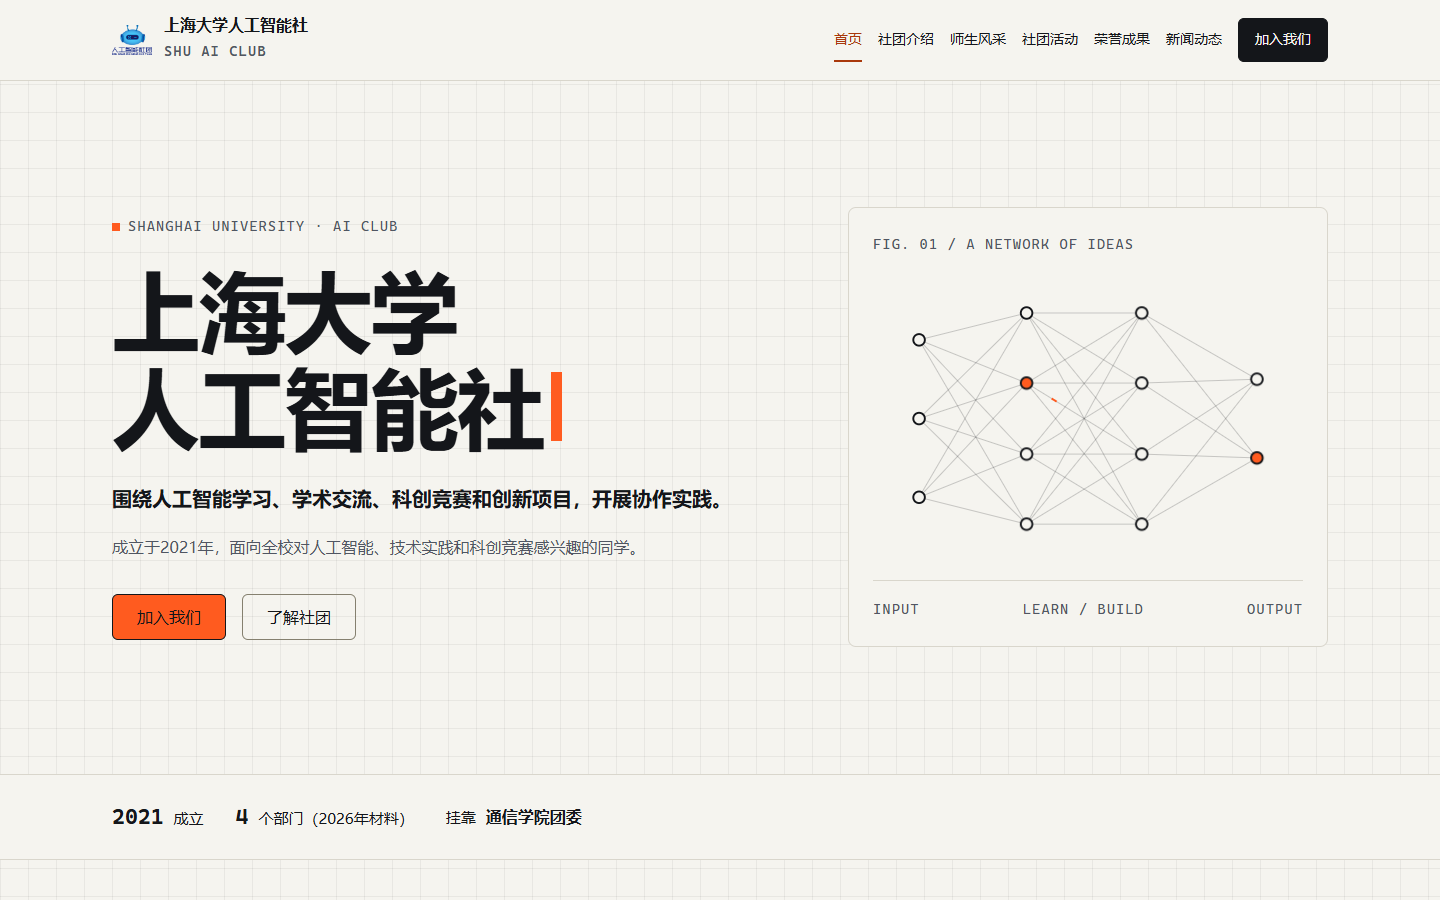 上海大学人工智能社
SHU AI CLUB
首页 社团介绍 师生风采 社团活动 荣誉成果 新闻动态 加入我们
SHANGHAI UNIVERSITY · AI CLUB
上海大学
人工智能社
围绕人工智能学习、学术交流、科创竞赛和创新项目，开展协作实践。
成立于2021年，面向全校对人工智能、技术实践和科创竞赛感兴趣的同学。
加入我们 了解社团
FIG. 01 / A NETWORK OF IDEAS
INPUT LEARN / BUILD OUTPUT
2021 成立 4 个部门（2026年材料） 挂靠 通信学院团委